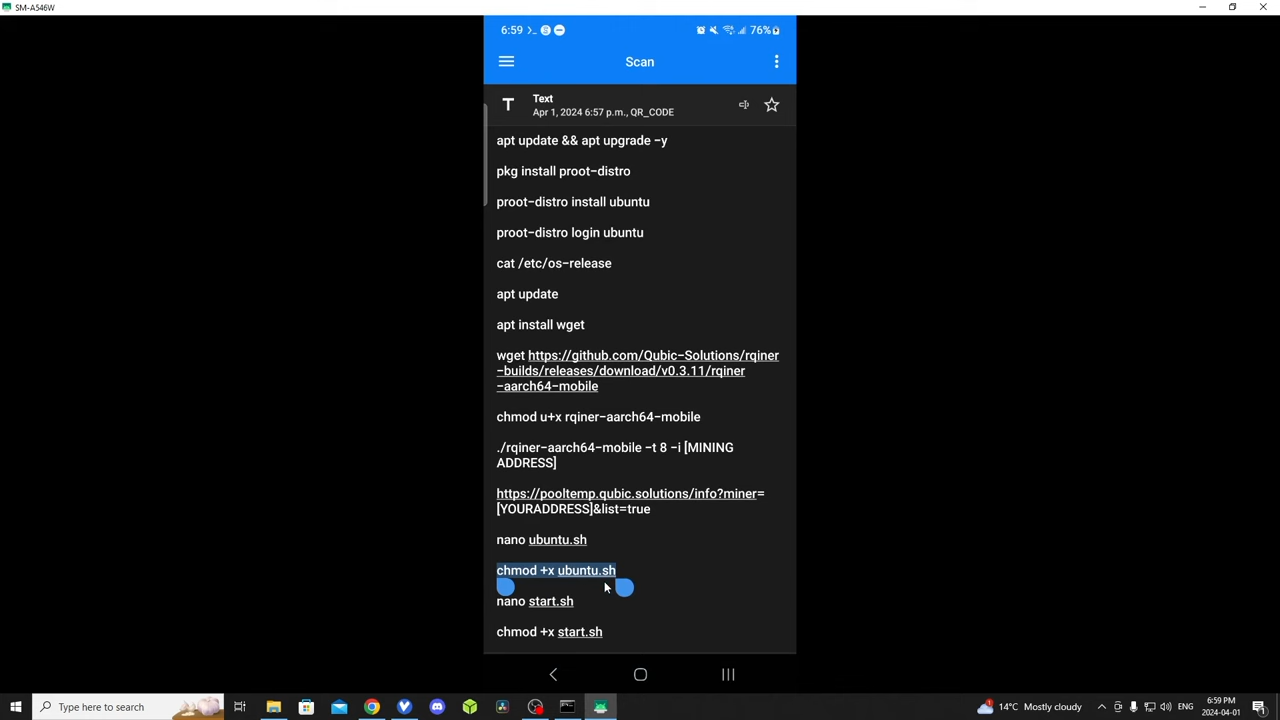 SM-A546W
6:59
76%
Scan
T
Text
Apr 1, 2024 6:57 p.m., QR_CODE
apt update && apt upgrade -y
pkg install proot-distro
proot-distro install ubuntu
proot-distro login ubuntu
cat /etc/os-release
apt update
apt install wget
wget https://github.com/Qubic-Solutions/rqiner
-builds/releases/download/v0.3.11/rqiner
-aarch64-mobile
chmod u+x rqiner-aarch64-mobile
./rqiner-aarch64-mobile -t 8 -i [MINING
ADDRESS]
https://pooltemp.qubic.solutions/info?miner=
[YOURADDRESS]&list=true
nano ubuntu.sh
chmod +x ubuntu.sh
nano start.sh
chmod +x start.sh
Type here to search
14°C Mostly cloudy
ENG
6:59 PM
2024-04-01